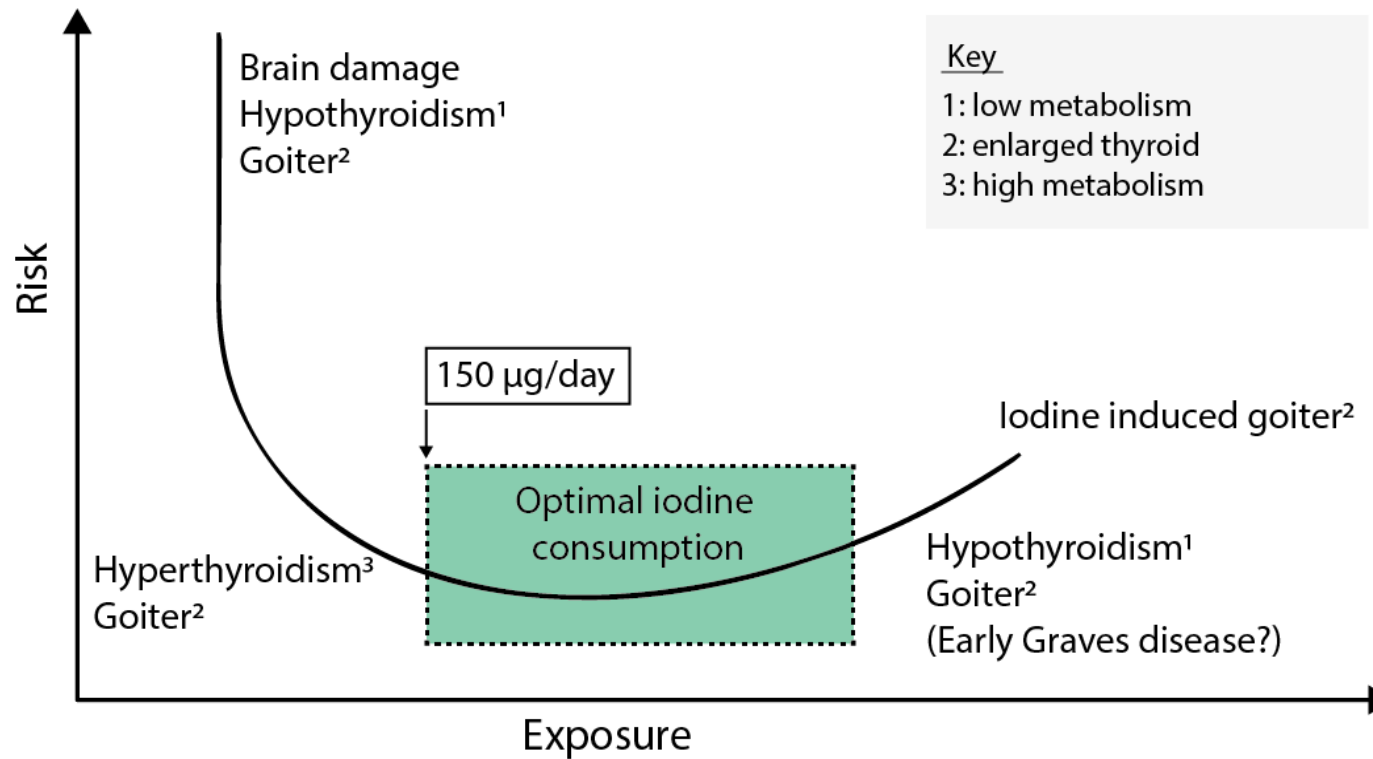 Brain damage
Hypothyroidism¹
Goiter²
Key
1: low metabolism
2: enlarged thyroid
3: high metabolism
Risk
150 µg/day
Iodine induced goiter²
Optimal iodine
consumption
Hyperthyroidism³
Goiter²
Hypothyroidism¹
Goiter²
(Early Graves disease?)
Exposure